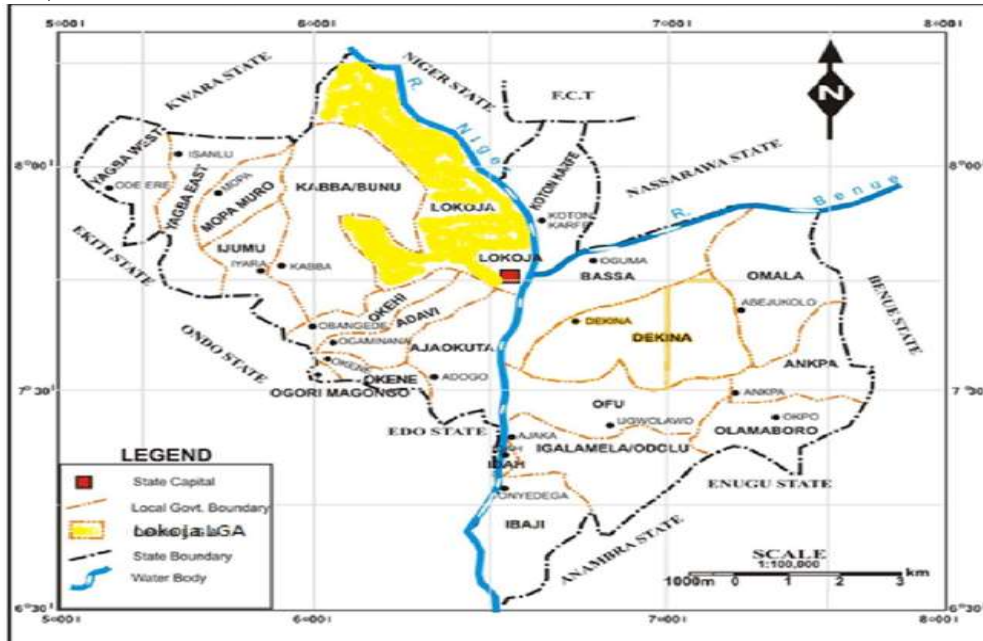 5°00'
6°00'
7°00'
8°00'
KWARA STATE
NIGER STATE
F.C.T
N
R. Nige
8°00'
8°00'
YAGBA WEST
ISANLU
ODE ERE
YAGBA EAST
MOPA
MOPA MURO
KABBA/BUNU
LOKOJA
KOTON KARFE
KOTON
KARFE
NASSARAWA STATE
R. Benue
EKITI STATE
IJUMU
IYARA
KABBA
LOKOJA
OGUMA
BASSA
OMALA
ABEJUKOLO
BENUE STATE
OKEHI
ADAVI
OBANGEDE
OGAMINANA
AJAOKUTA
DEKINA
DEKINA
ONDO STATE
OKENE
OKENE
ADOGO
OGORI MAGONGO
ANKPA
ANKPA
7°30'
7°30'
OFU
UGWOLAWO
OKPO
OLAMABORO
EDO STATE
AJAKA
IGALAMELA/ODOLU
IDAH
ENUGU STATE
ONYEDEGA
IBAJI
ANAMBRA STATE
LEGEND
State Capital
Local Govt. Boundary
Lokoja LGA
State Boundary
Water Body
SCALE
1:100,000
1000m 0 1 2 3 km
6°30'
6°30'
5°00'
6°00'
7°00'
8°00'